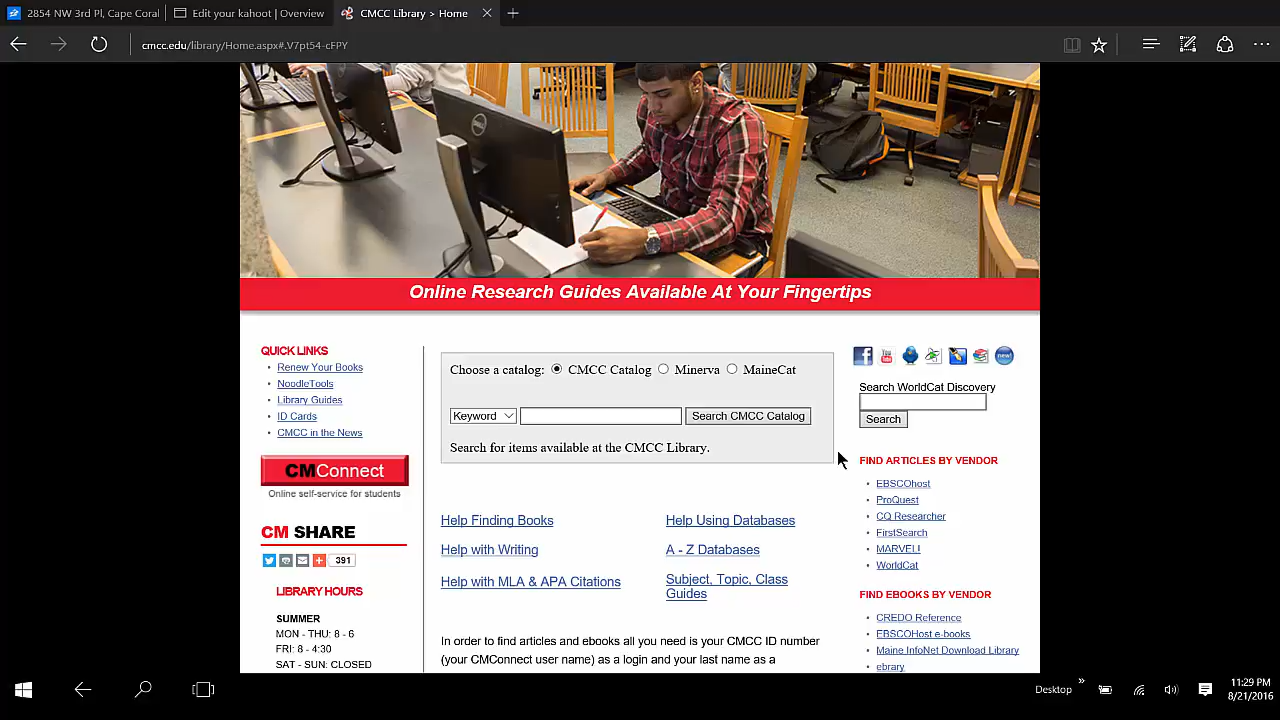 2854 NW 3rd Pl, Cape Coral
Edit your kahoot | Overview
CMCC Library > Home
cmcc.edu/library/Home.aspx#.V7pt54-cFPY
DELL
Online Research Guides Available At Your Fingertips
QUICK LINKS
Renew Your Books
NoodleTools
Library Guides
ID Cards
CMCC in the News
CMConnect
Online self-service for students
CM SHARE
391
LIBRARY HOURS
SUMMER
MON - THU: 8 - 6
FRI: 8 - 4:30
SAT - SUN: CLOSED
Choose a catalog: CMCC Catalog Minerva MaineCat
Keyword Search CMCC Catalog
Search for items available at the CMCC Library.
Help Finding Books
Help with Writing
Help with MLA & APA Citations
Help Using Databases
A - Z Databases
Subject, Topic, Class
Guides
In order to find articles and ebooks all you need is your CMCC ID number
(your CMConnect user name) as a login and your last name as a
You Tube
new!
Search WorldCat Discovery
Search
FIND ARTICLES BY VENDOR
EBSCOhost
ProQuest
CQ Researcher
FirstSearch
MARVEL!
WorldCat
FIND EBOOKS BY VENDOR
CREDO Reference
EBSCOHost e-books
Maine InfoNet Download Library
ebrary
Desktop
11:29 PM
8/21/2016